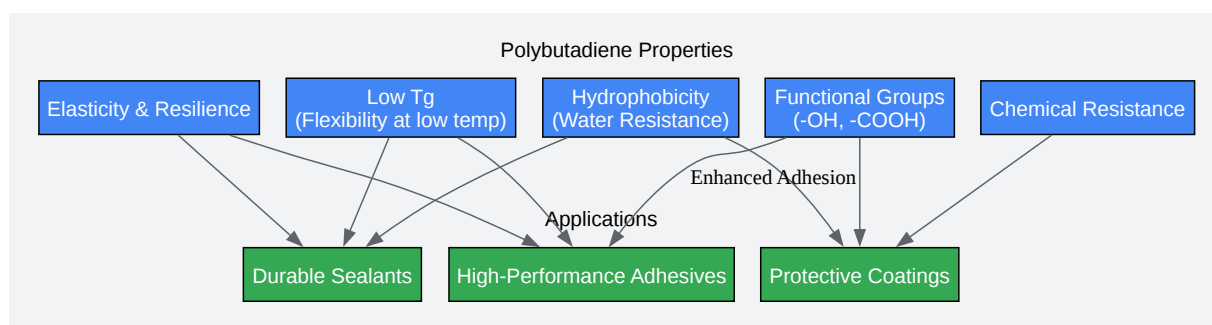 Polybutadiene Properties
Elasticity & Resilience
Low Tg
(Flexibility at low temp)
Hydrophobicity
(Water Resistance)
Functional Groups
(-OH, -COOH)
Chemical Resistance
Enhanced Adhesion
Applications
Durable Sealants
High-Performance Adhesives
Protective Coatings